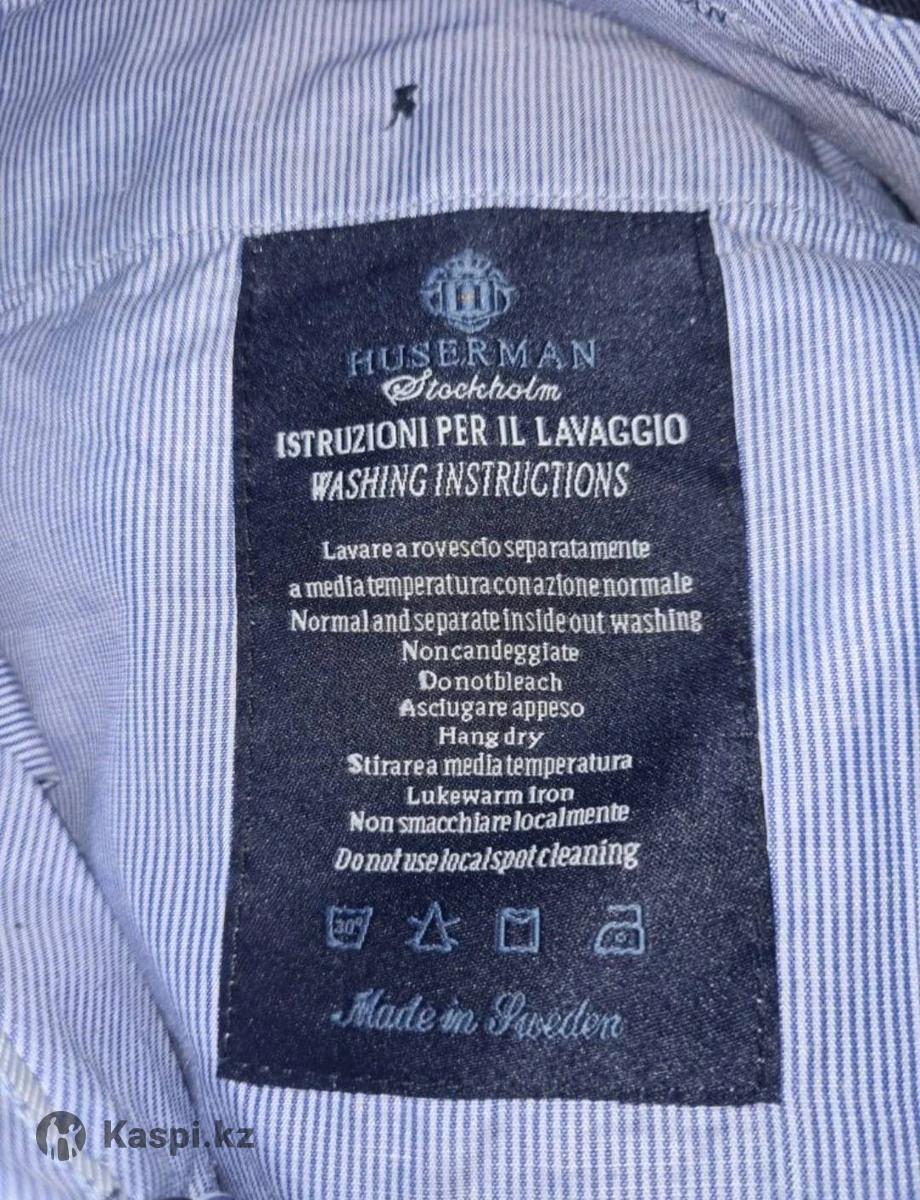 HUSERMAN
Stockholm
ISTRUZIONI PER IL LAVAGGIO
WASHING INSTRUCTIONS
Lavare a rovescio separatamente
a media temperatura con azione normale
Normal and separate inside out washing
Non candeggiate
Do not bleach
Asciugare appeso
Hang dry
Stirare a media temperatura
Lukewarm iron
Non smacchiare localmente
Do not use local spot cleaning
30°
Made in Sweden
Kaspi.kz